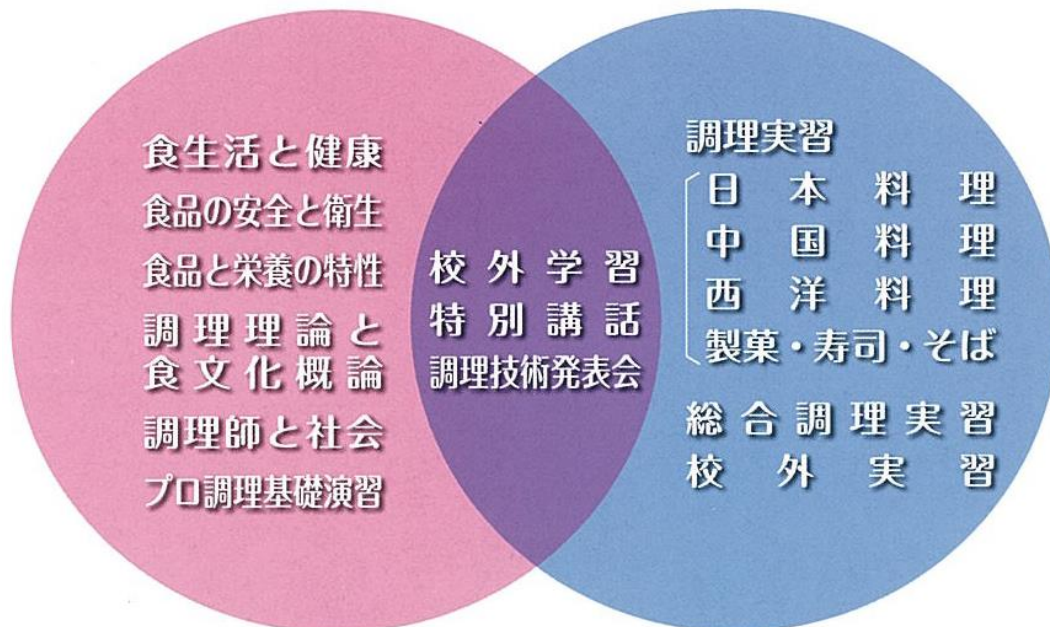 食生活と健康
食品の安全と衛生
食品と栄養の特性
調理理論と
食文化概論
調理師と社会
プロ調理基礎演習
校外学習
特別講話
調理技術発表会
調理実習
日本料理
中国料理
西洋料理
製菓・寿司・そば
総合調理実習
校外実習